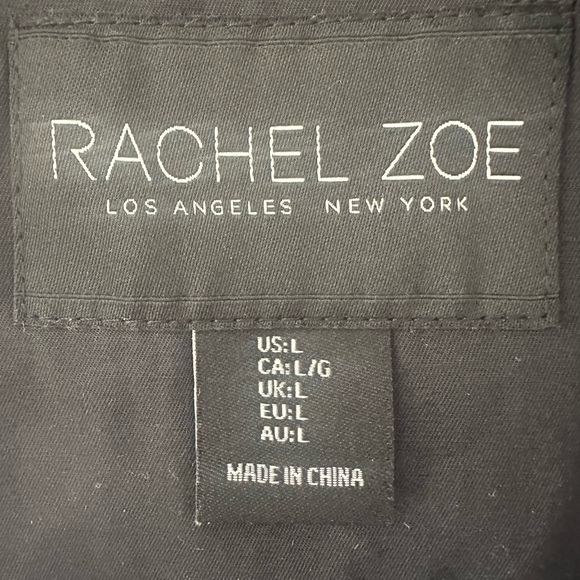 RACHEL ZOE
LOS ANGELES NEW YORK
US:L
CA:L/G
UK:L
EU:L
AU:L
MADE IN CHINA